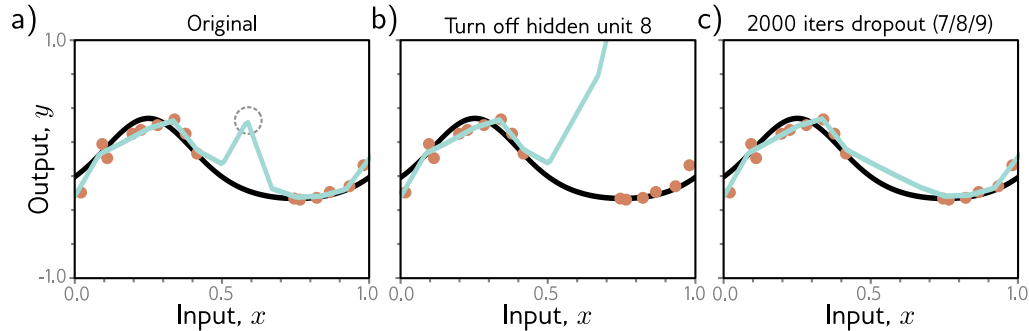 a) Original
b) Turn off hidden unit 8
c) 2000 iters dropout (7/8/9)
1.0
Output, y
-1.0
0.0 0.5 1.0
0.0 0.5 1.0
0.0 0.5 1.0
Input, x
Input, x
Input, x